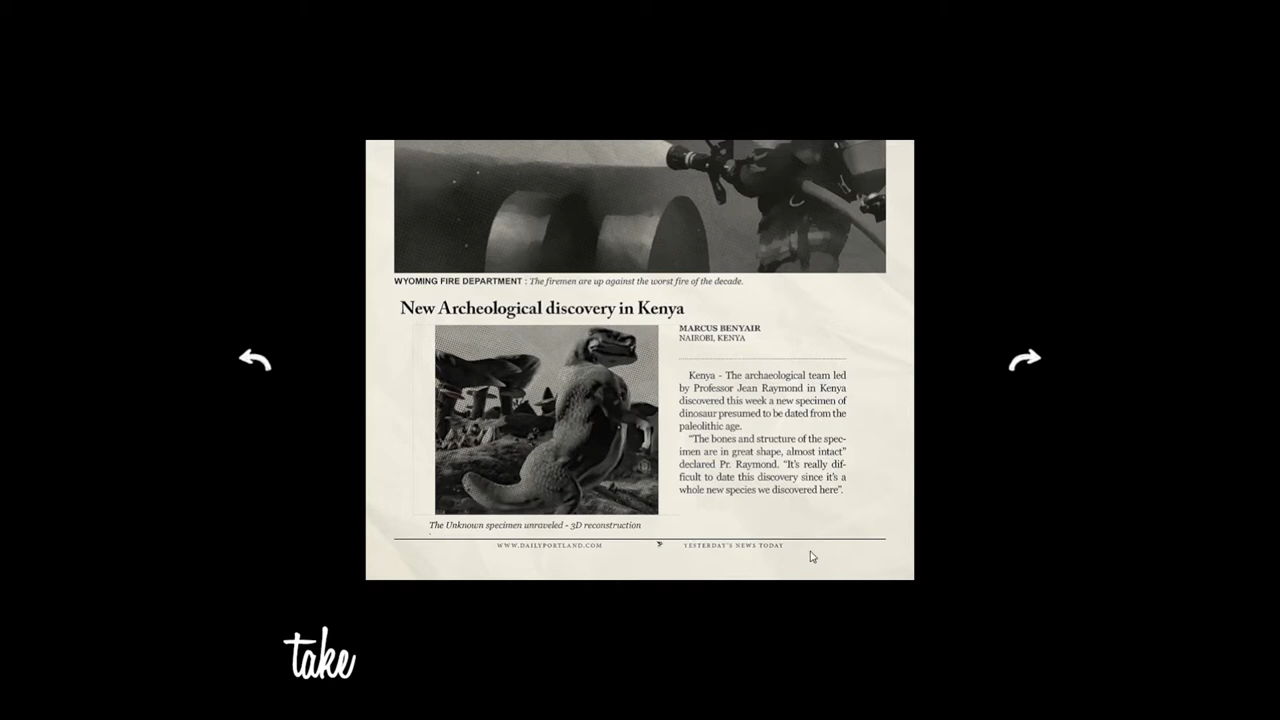 WYOMING FIRE DEPARTMENT : The firemen are up against the worst fire of the decade.
New Archeological discovery in Kenya
MARCUS BENYAIR
NAIROBI, KENYA
Kenya - The archaeological team led
by Professor Jean Raymond in Kenya
discovered this week a new specimen of
dinosaur presumed to be dated from the
paleolithic age.
“The bones and structure of the spec-
imen are in great shape, almost intact”
declared Pr. Raymond. “It's really dif-
ficult to date this discovery since it's a
whole new species we discovered here”.
The Unknown specimen unraveled - 3D reconstruction
WWW.DAILYPORTLAND.COM YESTERDAY'S NEWS TODAY
take